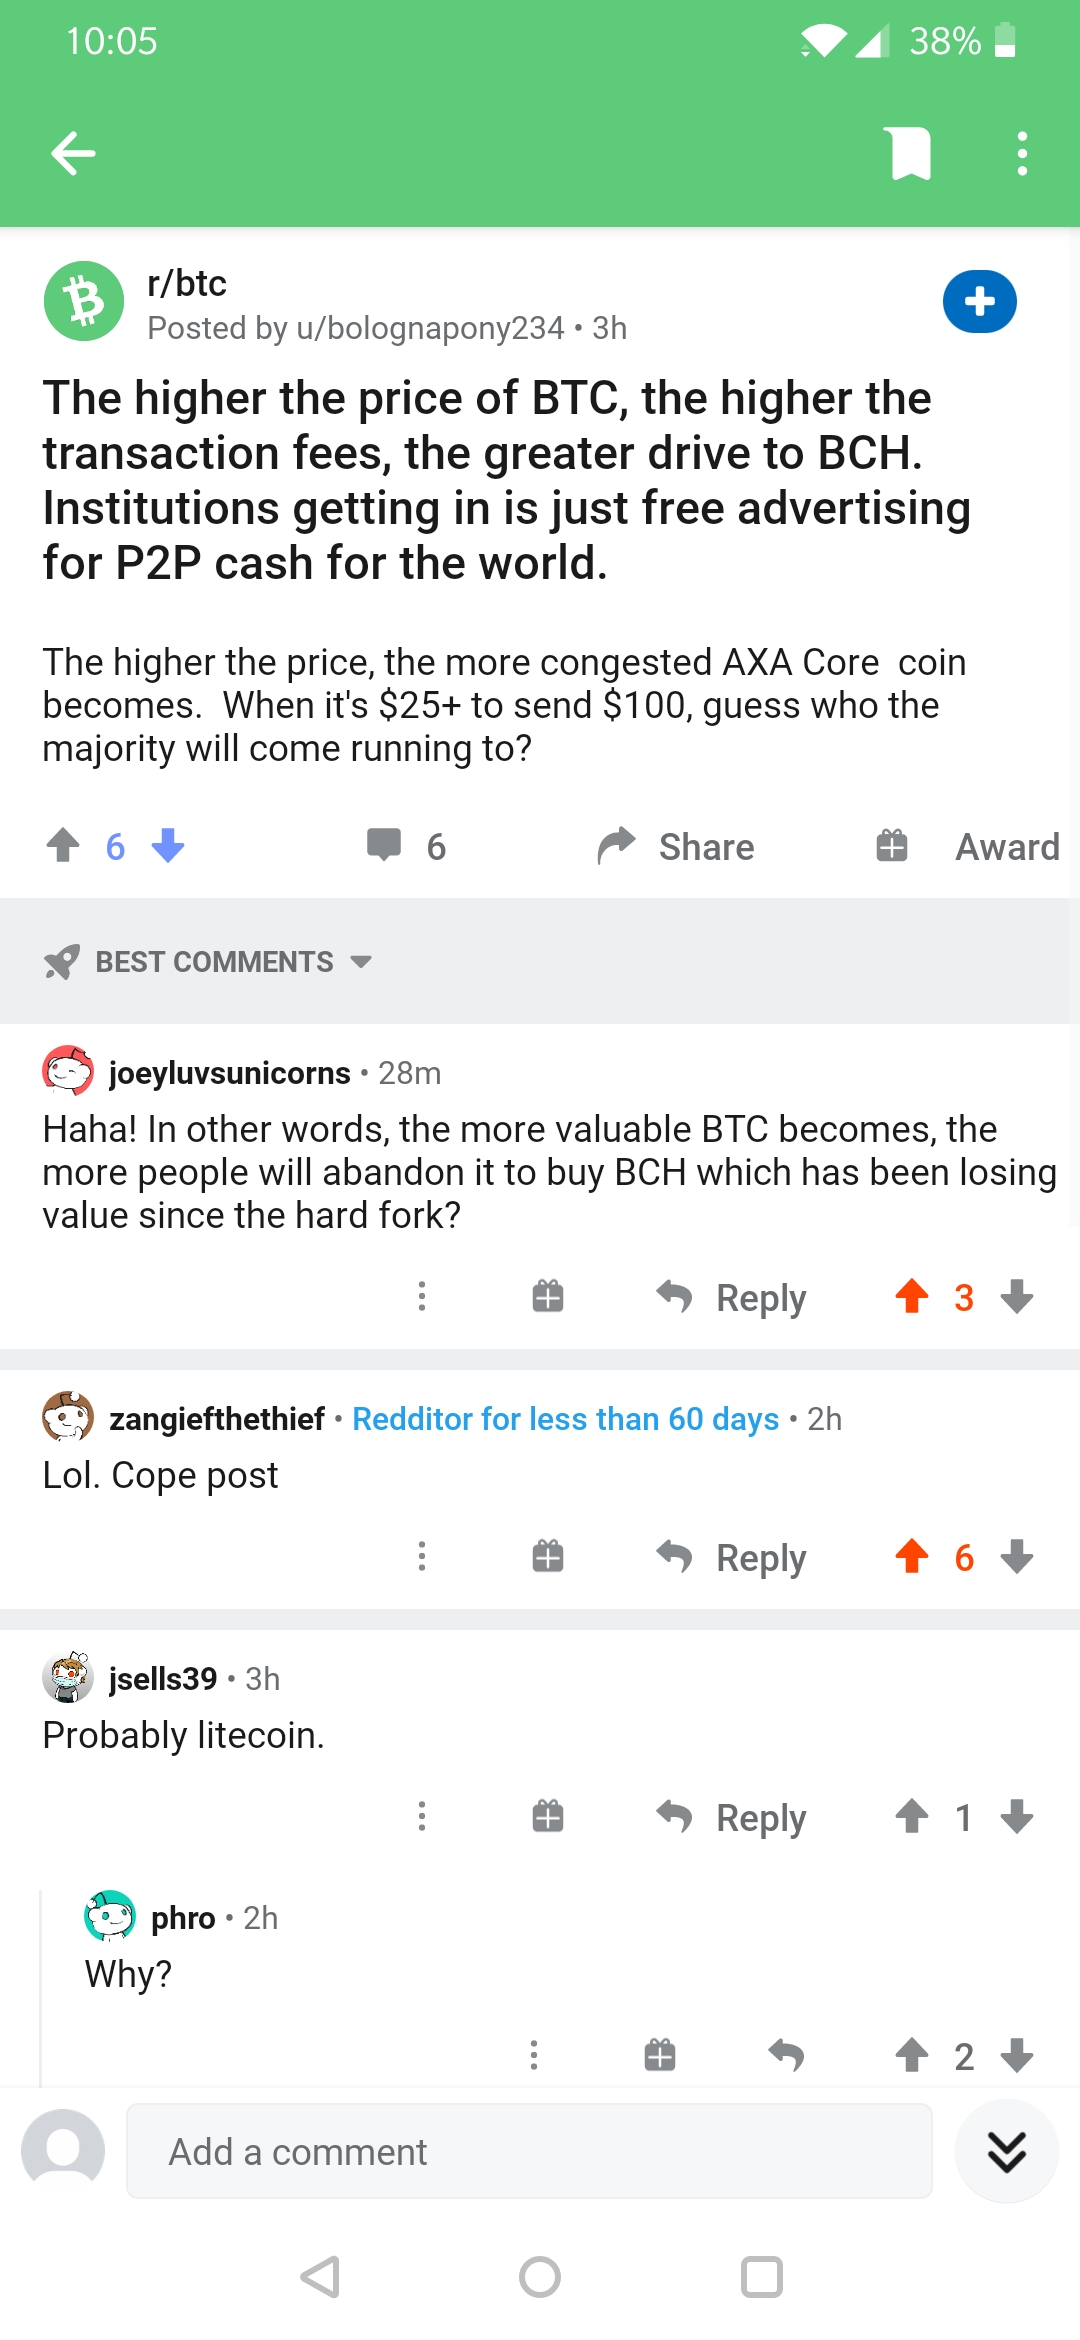 10:05
38%
r/btc
Posted by u/bolognapony234 • 3h
The higher the price of BTC, the higher the
transaction fees, the greater drive to BCH.
Institutions getting in is just free advertising
for P2P cash for the world.
The higher the price, the more congested AXA Core  coin
becomes.  When it's $25+ to send $100, guess who the
majority will come running to?
6
6
Share
Award
BEST COMMENTS
joeyluvsunicorns • 28m
Haha! In other words, the more valuable BTC becomes, the
more people will abandon it to buy BCH which has been losing
value since the hard fork?
Reply
3
zangiefthethief • Redditor for less than 60 days • 2h
Lol. Cope post
Reply
6
jsells39 • 3h
Probably litecoin.
Reply
1
phro • 2h
Why?
2
Add a comment